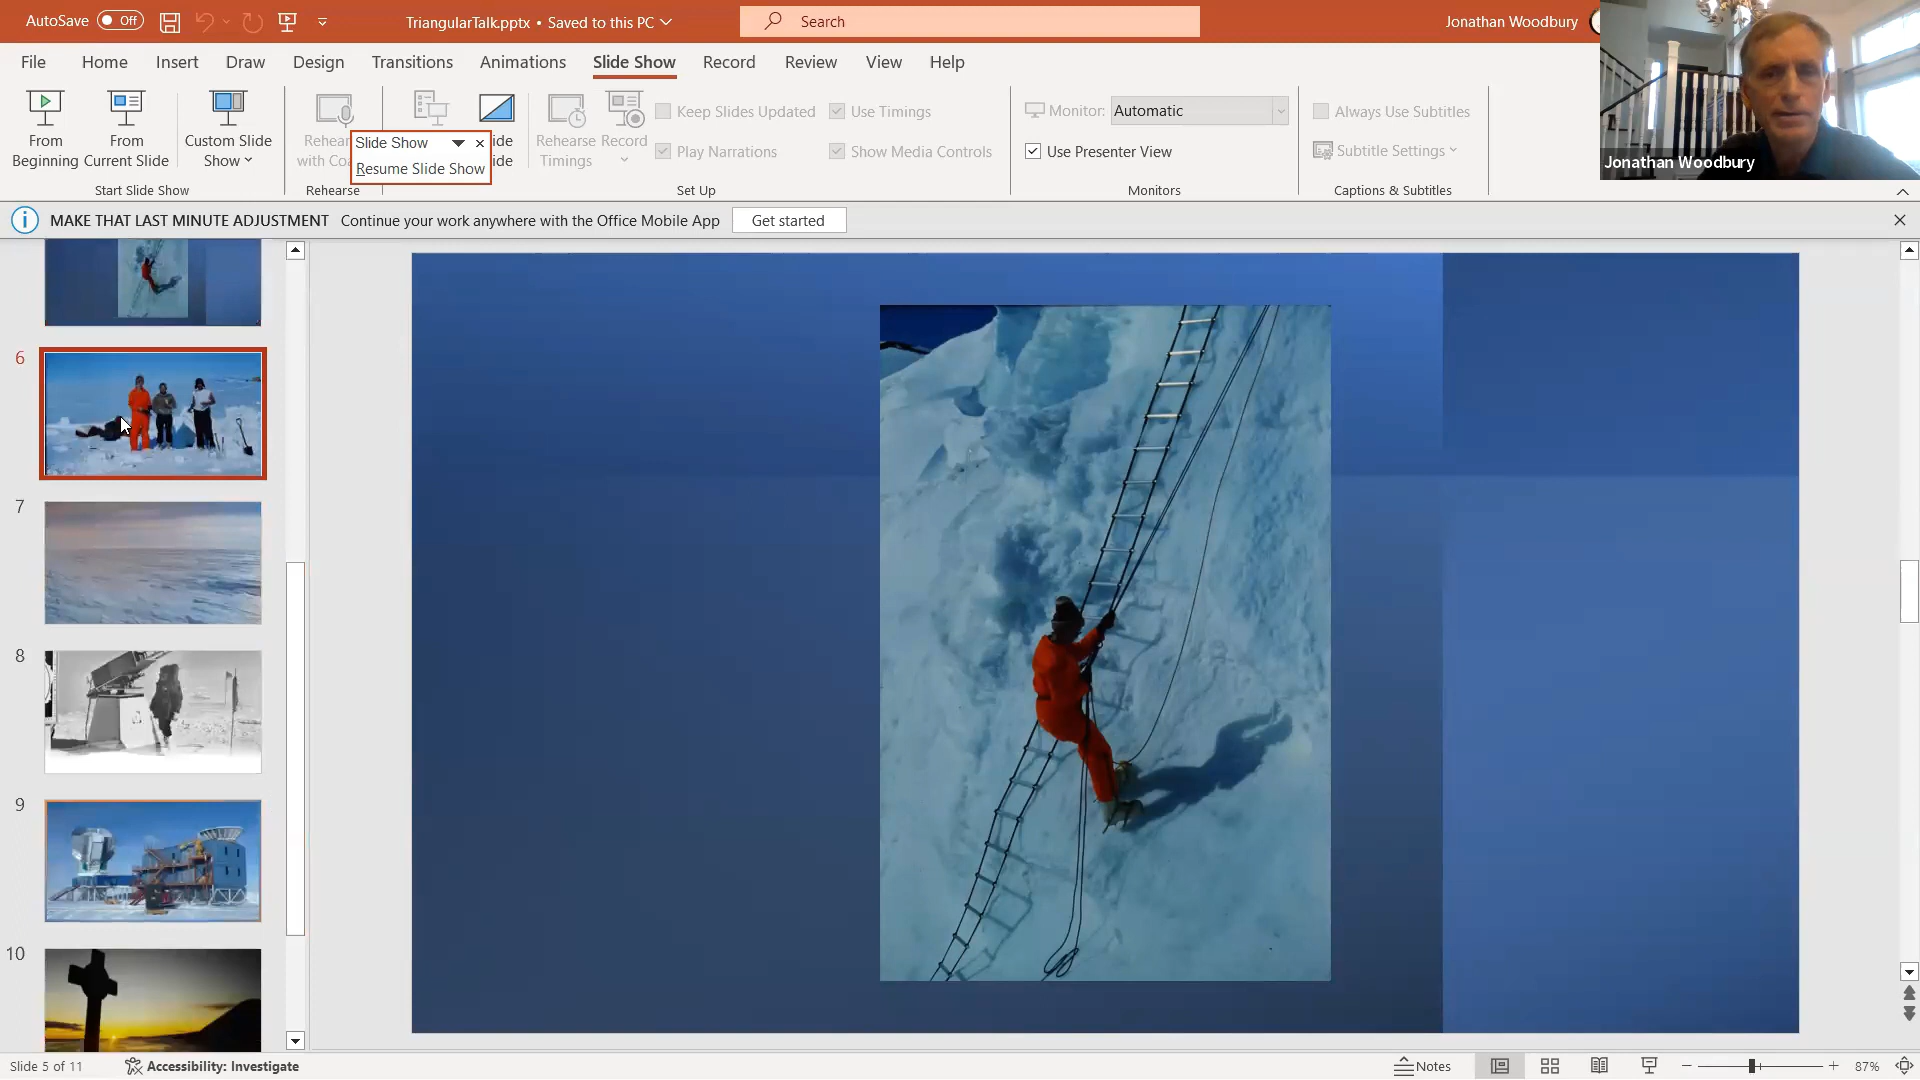 AutoSave Off TriangularTalk.pptx • Saved to this PC Search Jonathan Woodbury
File Home Insert Draw Design Transitions Animations Slide Show Record Review View Help
From Beginning
From Current Slide
Custom Slide Show
Start Slide Show
with
Rehearse
Slide Show
Resume Slide Show
Rehearse Timings
Record
Keep Slides Updated
Play Narrations
Use Timings
Show Media Controls
Set Up
Monitor: Automatic
Use Presenter View
Monitors
Always Use Subtitles
Subtitle Settings
Captions & Subtitles
Jonathan Woodbury
MAKE THAT LAST MINUTE ADJUSTMENT Continue your work anywhere with the Office Mobile App Get started
6
7
8
9
10
Slide 5 of 11 Accessibility: Investigate Notes 87%